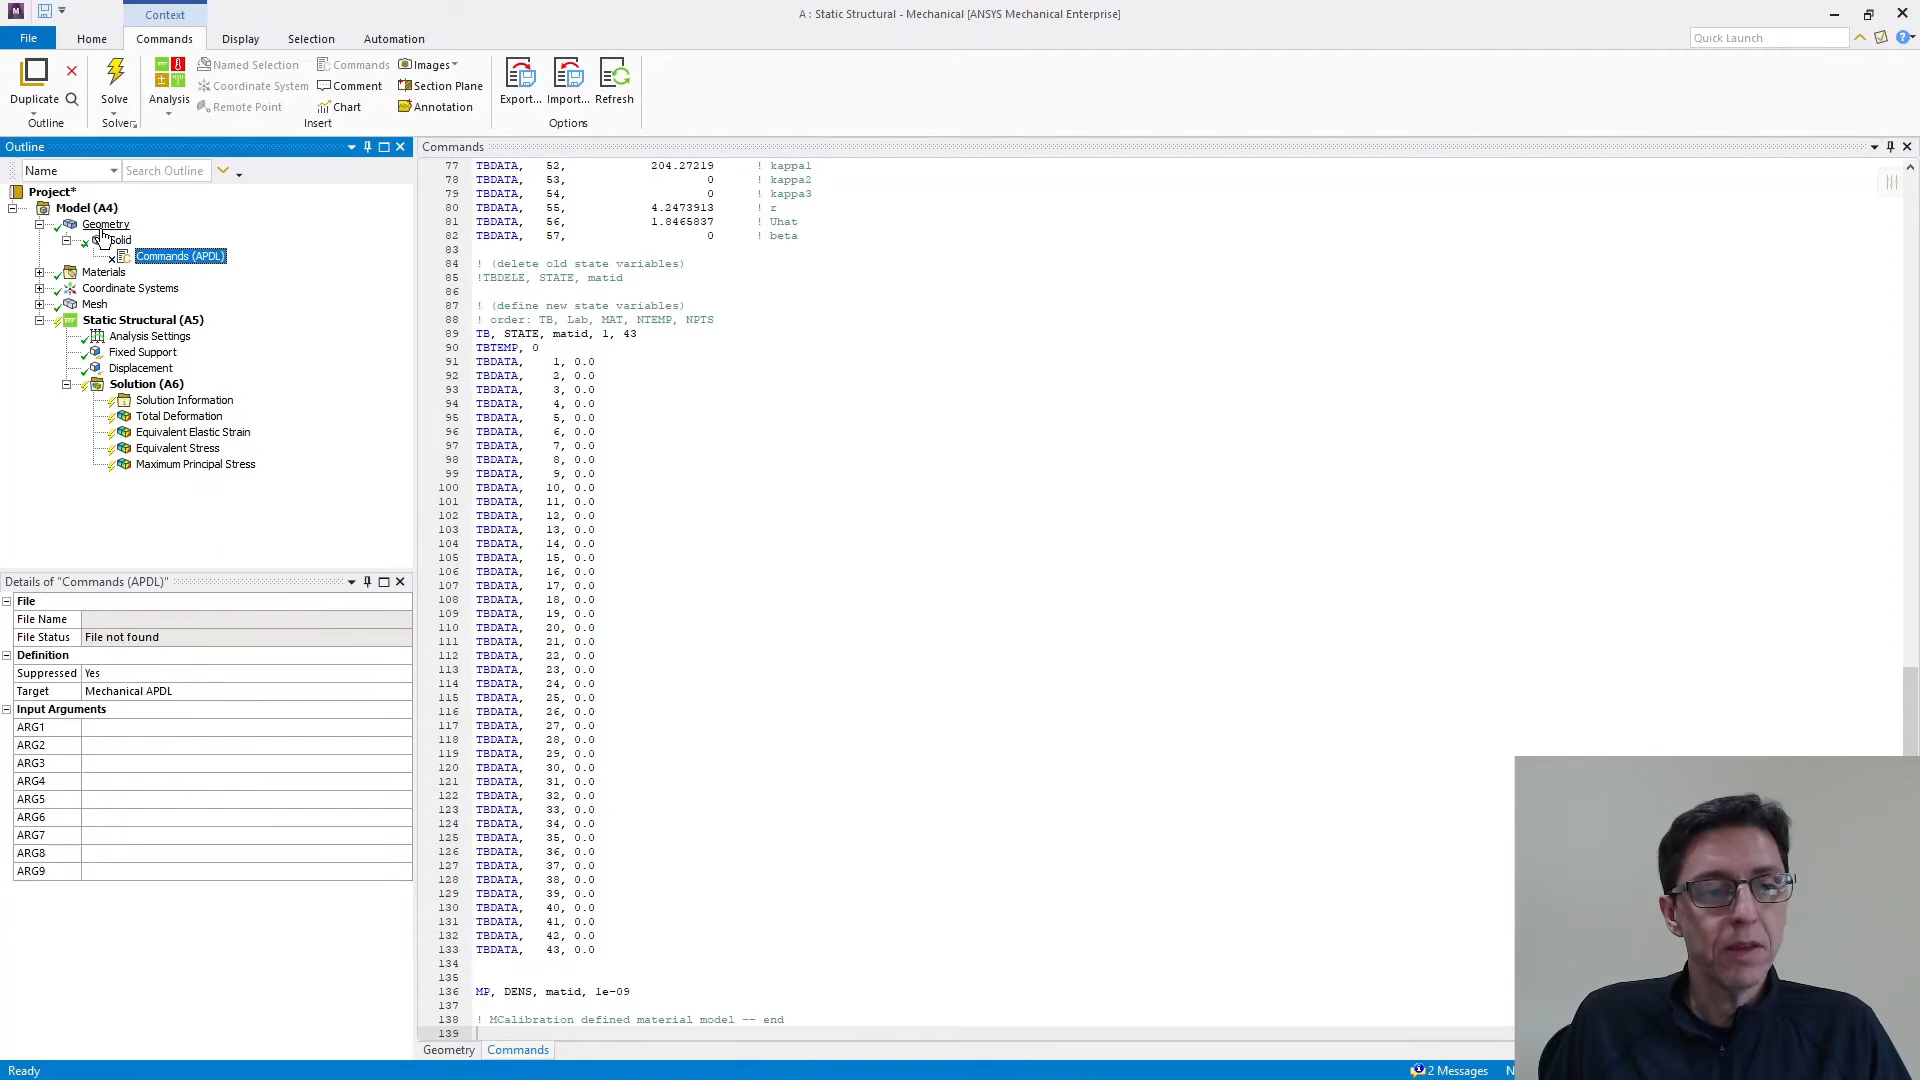 Context
A : Static Structural - Mechanical [ANSYS Mechanical Enterprise]
File
Home
Commands
Display
Selection
Automation
Quick Launch
Duplicate
Outline
Solve
Solver
Analysis
Named Selection
Coordinate System
Remote Point
Commands
Comment
Chart
Images
Section Plane
Annotation
Insert
Export...
Import...
Refresh
Options
Outline
Name
Search Outline
Project*
Model (A4)
Geometry
Solid
Commands (APDL)
Materials
Coordinate Systems
Mesh
Static Structural (A5)
Analysis Settings
Fixed Support
Displacement
Solution (A6)
Solution Information
Total Deformation
Equivalent Elastic Strain
Equivalent Stress
Maximum Principal Stress
Details of "Commands (APDL)"
File
File Name
File Status File not found
Definition
Suppressed Yes
Target Mechanical APDL
Input Arguments
ARG1
ARG2
ARG3
ARG4
ARG5
ARG6
ARG7
ARG8
ARG9
Commands
77 TBDATA, 52, 204.27219 ! kappa1
78 TBDATA, 53, 0 ! kappa2
79 TBDATA, 54, 0 ! kappa3
80 TBDATA, 55, 4.2473913 ! r
81 TBDATA, 56, 1.8465837 ! Uhat
82 TBDATA, 57, 0 ! beta
83
84 ! (delete old state variables)
85 !TBDELE, STATE, matid
86
87 ! (define new state variables)
88 ! order: TB, Lab, MAT, NTEMP, NPTS
89 TB, STATE, matid, 1, 43
90 TBTEMP, 0
91 TBDATA, 1, 0.0
92 TBDATA, 2, 0.0
93 TBDATA, 3, 0.0
94 TBDATA, 4, 0.0
95 TBDATA, 5, 0.0
96 TBDATA, 6, 0.0
97 TBDATA, 7, 0.0
98 TBDATA, 8, 0.0
99 TBDATA, 9, 0.0
100 TBDATA, 10, 0.0
101 TBDATA, 11, 0.0
102 TBDATA, 12, 0.0
103 TBDATA, 13, 0.0
104 TBDATA, 14, 0.0
105 TBDATA, 15, 0.0
106 TBDATA, 16, 0.0
107 TBDATA, 17, 0.0
108 TBDATA, 18, 0.0
109 TBDATA, 19, 0.0
110 TBDATA, 20, 0.0
111 TBDATA, 21, 0.0
112 TBDATA, 22, 0.0
113 TBDATA, 23, 0.0
114 TBDATA, 24, 0.0
115 TBDATA, 25, 0.0
116 TBDATA, 26, 0.0
117 TBDATA, 27, 0.0
118 TBDATA, 28, 0.0
119 TBDATA, 29, 0.0
120 TBDATA, 30, 0.0
121 TBDATA, 31, 0.0
122 TBDATA, 32, 0.0
123 TBDATA, 33, 0.0
124 TBDATA, 34, 0.0
125 TBDATA, 35, 0.0
126 TBDATA, 36, 0.0
127 TBDATA, 37, 0.0
128 TBDATA, 38, 0.0
129 TBDATA, 39, 0.0
130 TBDATA, 40, 0.0
131 TBDATA, 41, 0.0
132 TBDATA, 42, 0.0
133 TBDATA, 43, 0.0
134
135
136 MP, DENS, matid, 1e-09
137
138 ! MCalibration defined material model -- end
139
Geometry
Commands
Ready
2 Messages